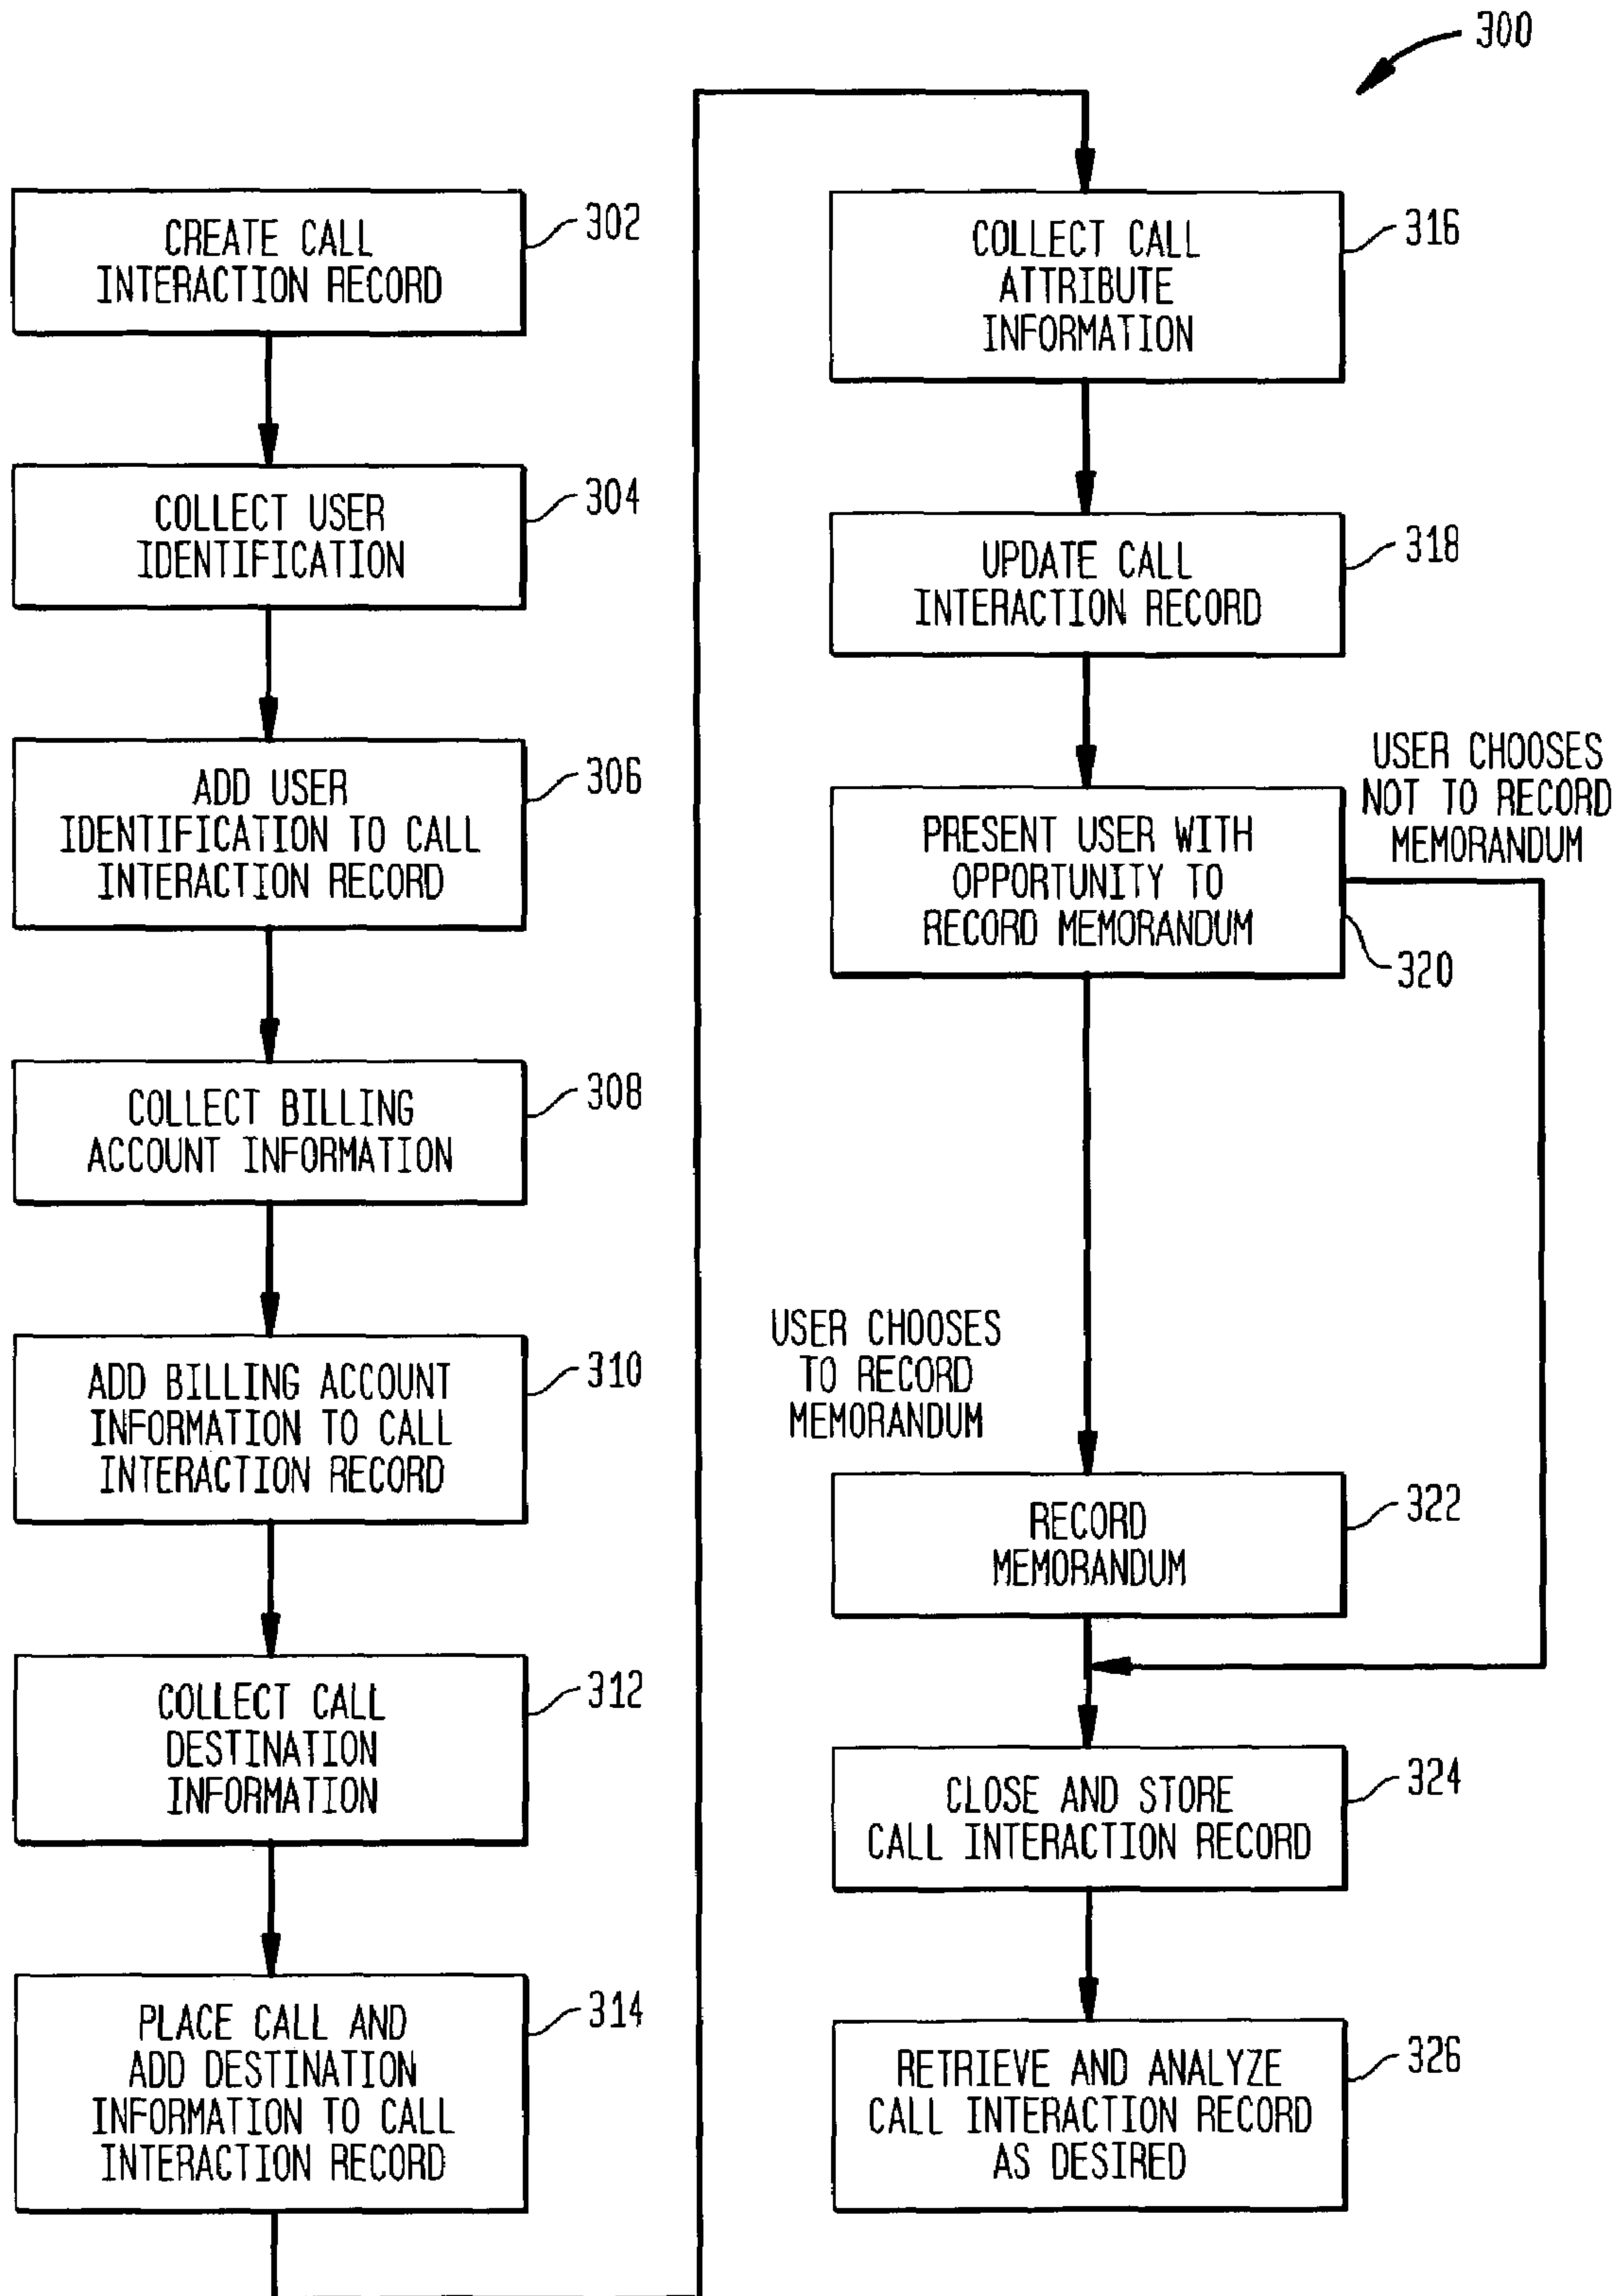 300
CREATE CALL
INTERACTION RECORD
302
COLLECT USER
IDENTIFICATION
304
ADD USER
IDENTIFICATION TO CALL
INTERACTION RECORD
306
COLLECT BILLING
ACCOUNT INFORMATION
308
ADD BILLING ACCOUNT
INFORMATION TO CALL
INTERACTION RECORD
310
COLLECT CALL
DESTINATION
INFORMATION
312
PLACE CALL AND
ADD DESTINATION
INFORMATION TO CALL
INTERACTION RECORD
314
COLLECT CALL
ATTRIBUTE
INFORMATION
316
UPDATE CALL
INTERACTION RECORD
318
PRESENT USER WITH
OPPORTUNITY TO
RECORD MEMORANDUM
320
USER CHOOSES
NOT TO RECORD
MEMORANDUM
USER CHOOSES
TO RECORD
MEMORANDUM
RECORD
MEMORANDUM
322
CLOSE AND STORE
CALL INTERACTION RECORD
324
RETRIEVE AND ANALYZE
CALL INTERACTION RECORD
AS DESIRED
326